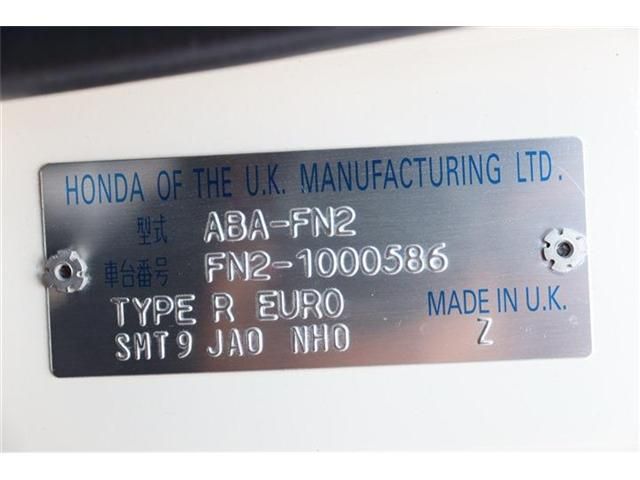 HONDA OF THE U.K. MANUFACTURING LTD.
型式 ABA-FN2
車台番号 FN2-1000586
TYPE R EURO MADE IN U.K.
SMT9 JA0 NH0 Z